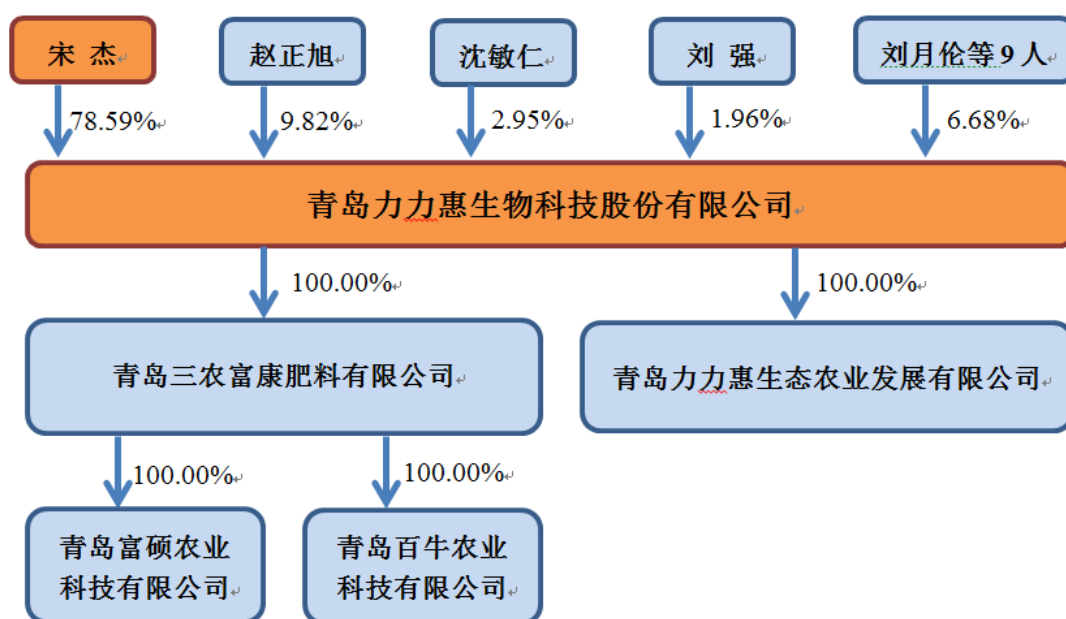 宋 杰
赵正旭
沈敏仁
刘 强
刘月伦等9人
78.59%
9.82%
2.95%
1.96%
6.68%
青岛力力惠生物科技股份有限公司
100.00%
100.00%
青岛三农富康肥料有限公司
青岛力力惠生态农业发展有限公司
100.00%
100.00%
青岛富硕农业
科技有限公司
青岛百牛农业
科技有限公司